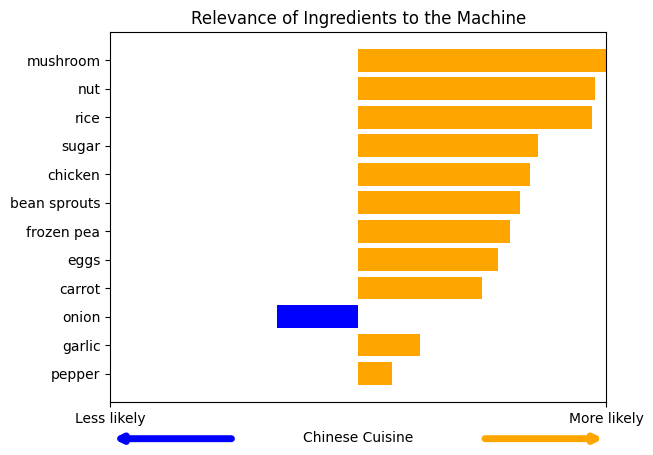 Relevance of Ingredients to the Machine
mushroom
nut
rice
sugar
chicken
bean sprouts
frozen pea
eggs
carrot
onion
garlic
pepper
Less likely More likely
Chinese Cuisine